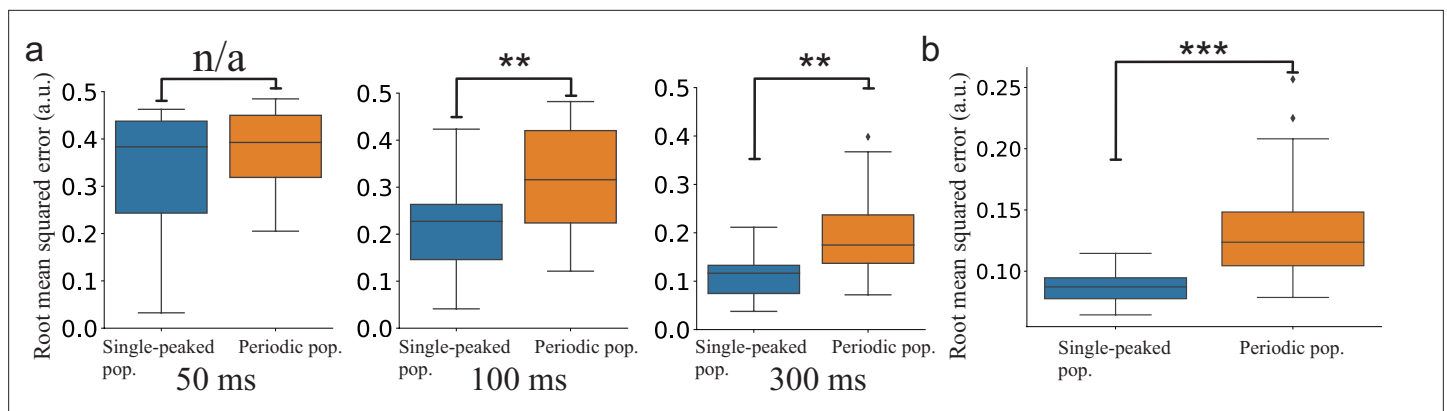 a
n/a
**
**
b
***
Root mean squared error (a.u.)
0.5
0.4
0.3
0.2
0.1
0.0
Single-peaked pop.
Periodic pop.
50 ms
0.5
0.4
0.3
0.2
0.1
0.0
Single-peaked
pop.
Periodic pop.
100 ms
0.5
0.4
0.3
0.2
0.1
0.0
Single-peaked
pop.
Periodic pop.
300 ms
Root mean squared error (a.u.)
0.25
0.20
0.15
0.10
Single-peaked
pop.
Periodic pop.